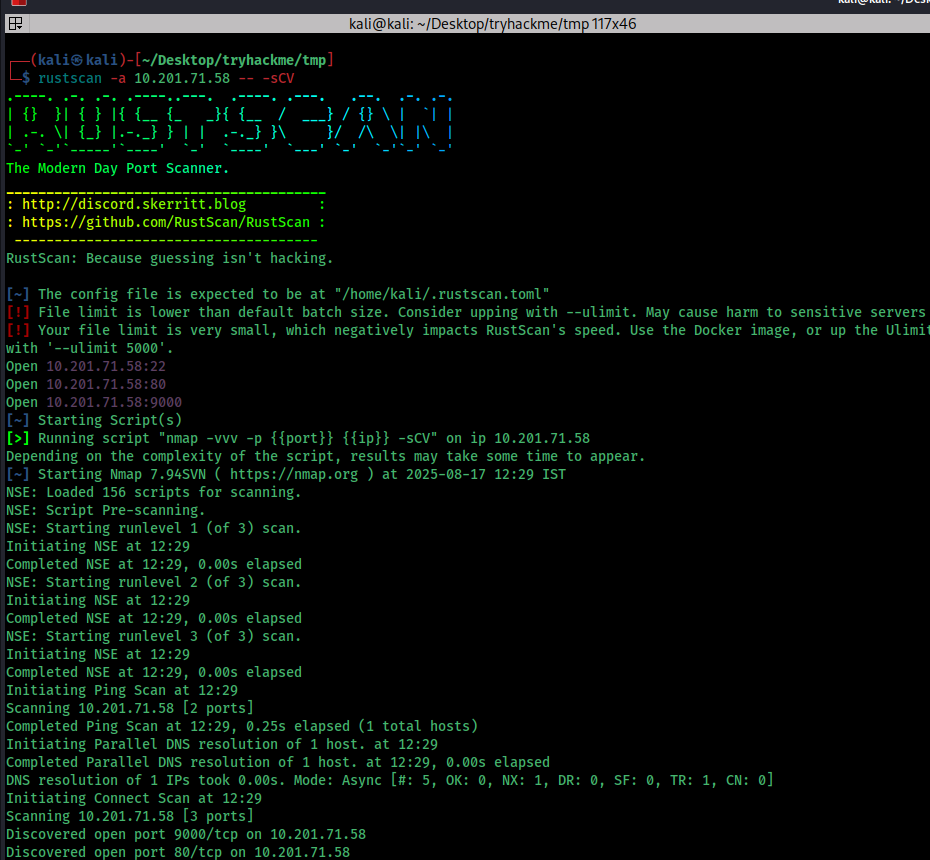 kali@kali: ~/Desk
kali@kali: ~/Desktop/tryhackme/tmp 117x46
┌──(kali㉿kali)-[~/Desktop/tryhackme/tmp]
└─$ rustscan -a 10.201.71.58 -- -sCV
.----. .-. .-. .----..---.  .----. .---.   .--.  .-. .-.
| {}  }| { } |{ {__ {_   _}{ {__  /  ___} / {} \ |  `| |
| .-. \| {_} |.-._} } | |  .-._} }\     }/  /\  \| |\  |
`-' `-'`-----'`----'  `-'  `----'  `---' `-'  `-'`-' `-'
The Modern Day Port Scanner.
________________________________________
: http://discord.skerritt.blog         :
: https://github.com/RustScan/RustScan :
 --------------------------------------
RustScan: Because guessing isn't hacking.
[~] The config file is expected to be at "/home/kali/.rustscan.toml"
[!] File limit is lower than default batch size. Consider upping with --ulimit. May cause harm to sensitive servers
[!] Your file limit is very small, which negatively impacts RustScan's speed. Use the Docker image, or up the Ulimit
with '--ulimit 5000'.
Open 10.201.71.58:22
Open 10.201.71.58:80
Open 10.201.71.58:9000
[~] Starting Script(s)
[>] Running script "nmap -vvv -p {{port}} {{ip}} -sCV" on ip 10.201.71.58
Depending on the complexity of the script, results may take some time to appear.
[~] Starting Nmap 7.94SVN ( https://nmap.org ) at 2025-08-17 12:29 IST
NSE: Loaded 156 scripts for scanning.
NSE: Script Pre-scanning.
NSE: Starting runlevel 1 (of 3) scan.
Initiating NSE at 12:29
Completed NSE at 12:29, 0.00s elapsed
NSE: Starting runlevel 2 (of 3) scan.
Initiating NSE at 12:29
Completed NSE at 12:29, 0.00s elapsed
NSE: Starting runlevel 3 (of 3) scan.
Initiating NSE at 12:29
Completed NSE at 12:29, 0.00s elapsed
Initiating Ping Scan at 12:29
Scanning 10.201.71.58 [2 ports]
Completed Ping Scan at 12:29, 0.25s elapsed (1 total hosts)
Initiating Parallel DNS resolution of 1 host. at 12:29
Completed Parallel DNS resolution of 1 host. at 12:29, 0.00s elapsed
DNS resolution of 1 IPs took 0.00s. Mode: Async [#: 5, OK: 0, NX: 1, DR: 0, SF: 0, TR: 1, CN: 0]
Initiating Connect Scan at 12:29
Scanning 10.201.71.58 [3 ports]
Discovered open port 9000/tcp on 10.201.71.58
Discovered open port 80/tcp on 10.201.71.58